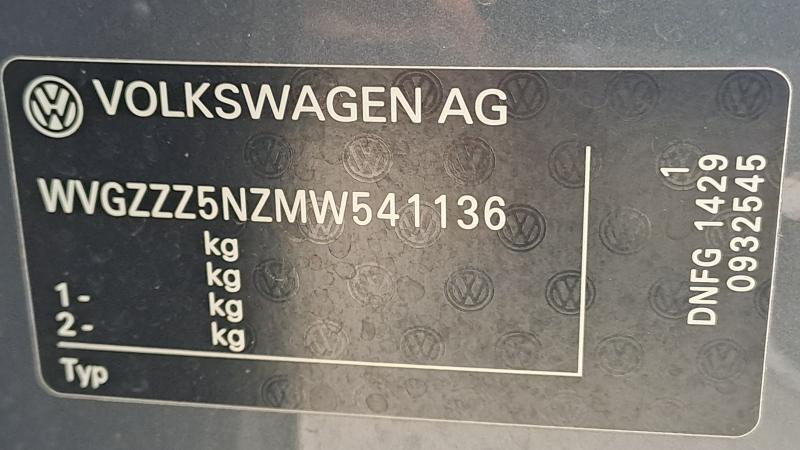 VOLKSWAGEN AG
WVGZZZ5NZMW541136
kg
kg
1- kg
2- kg
Typ
1
DNFG 1429
0932545